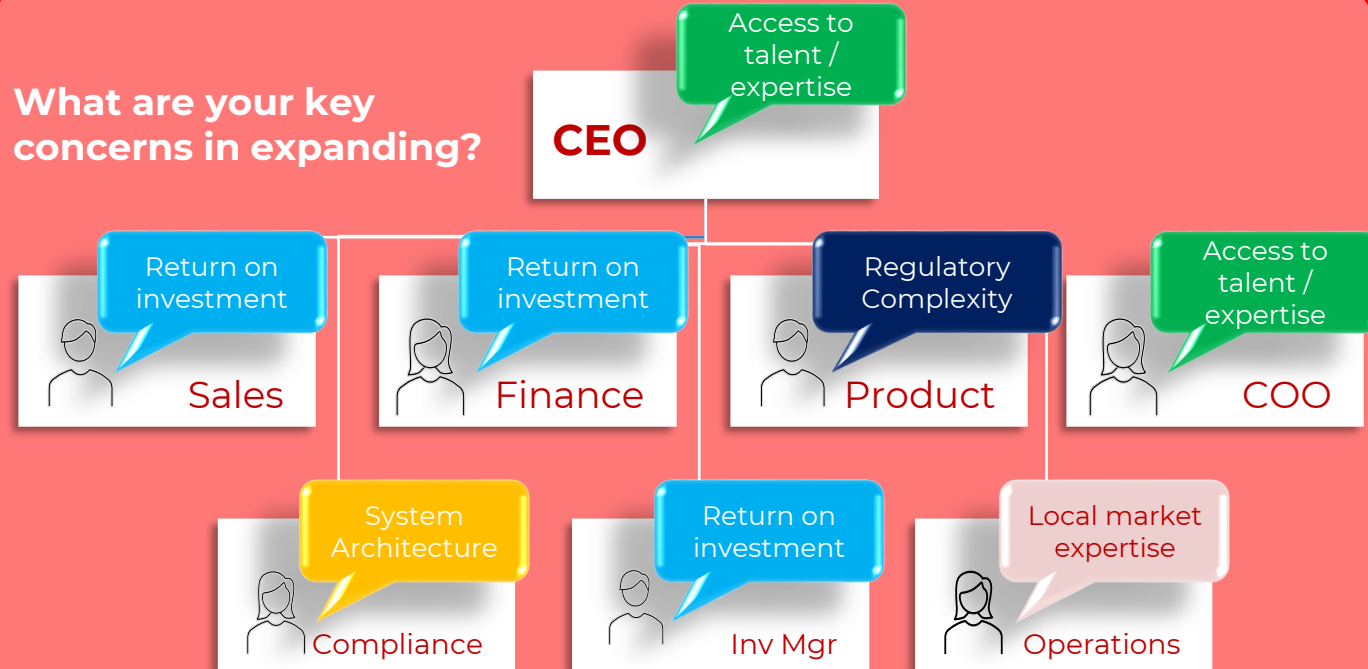 What are your key
concerns in expanding?
Access to
talent /
expertise
CEO
Return on
investment
Sales
Return on
investment
Finance
Regulatory
Complexity
Product
Access to
talent /
expertise
COO
System
Architecture
Compliance
Return on
investment
Inv Mgr
Local market
expertise
Operations